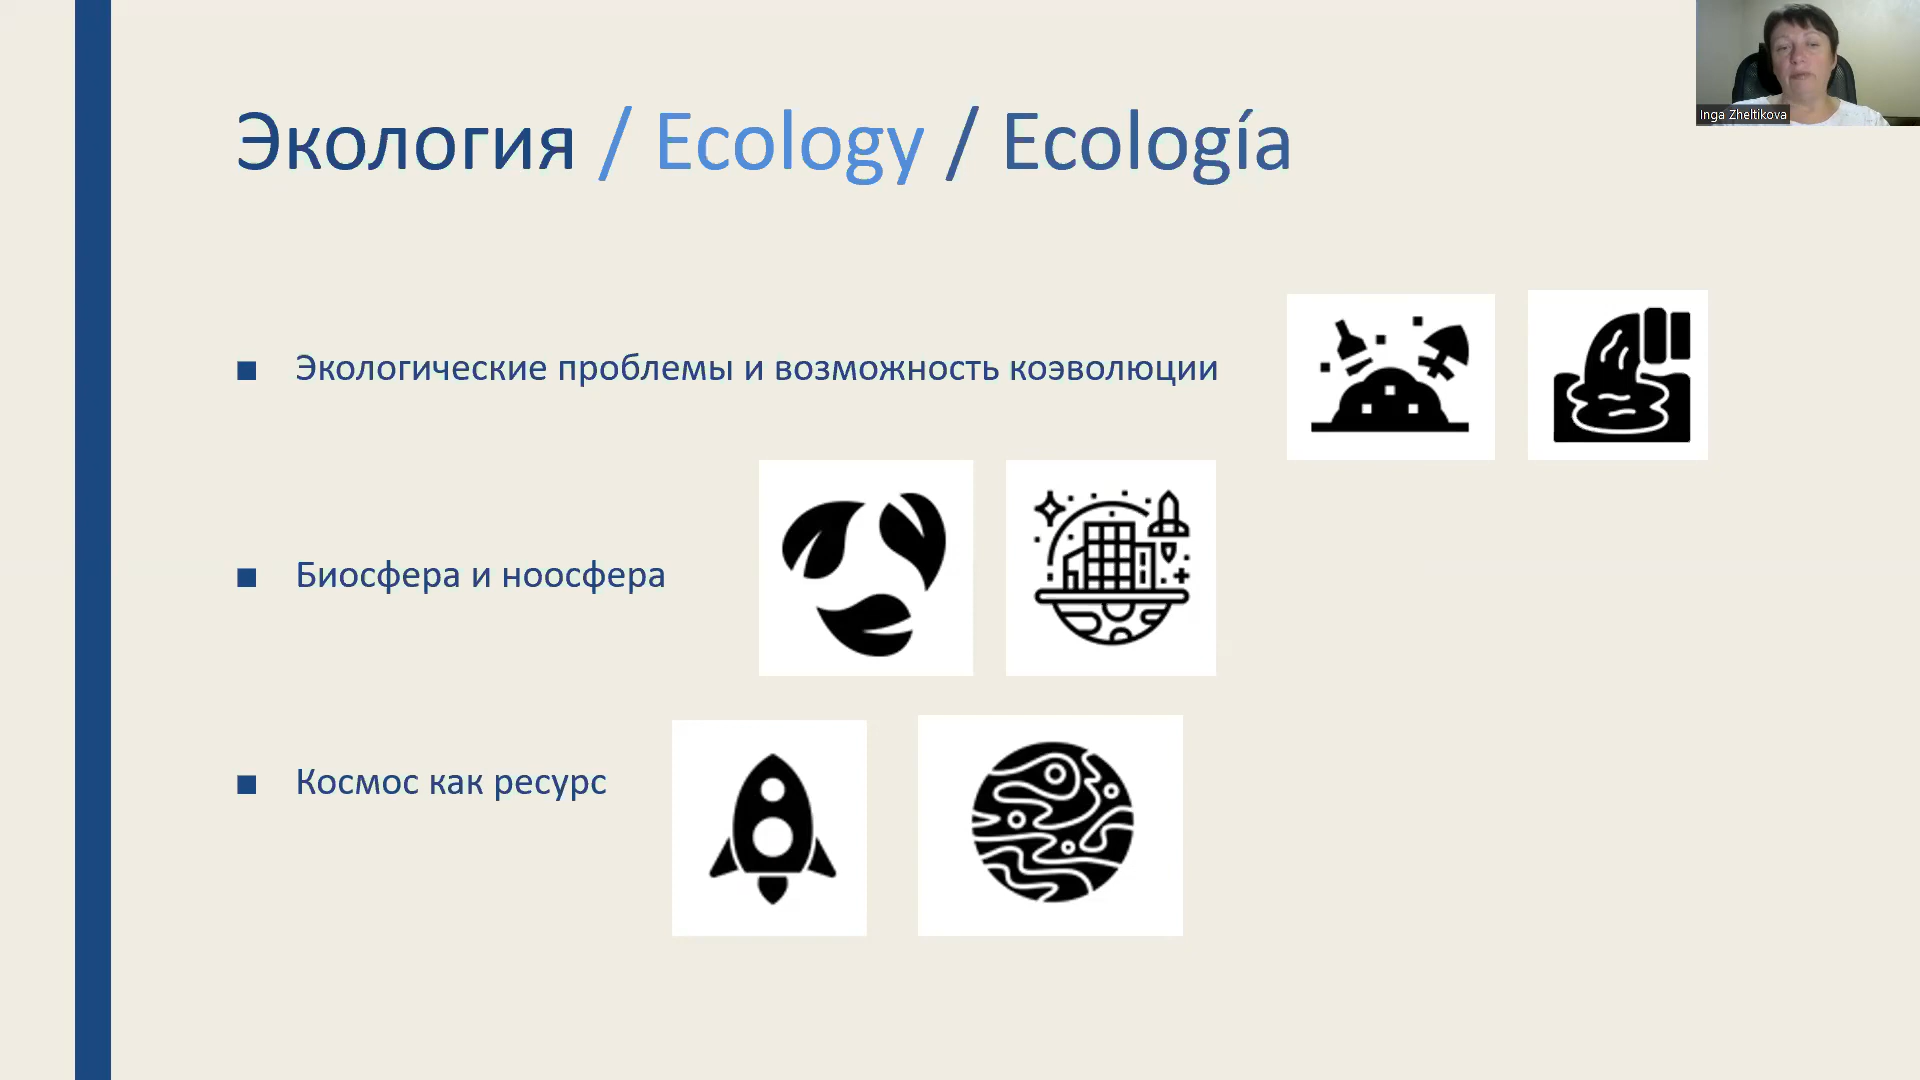 Inga Zheltikova
Экология / Ecology / Ecología
Экологические проблемы и возможность коэволюции
Биосфера и ноосфера
Космос как ресурс